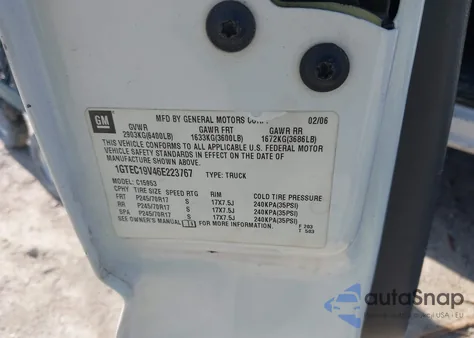 GM
MFD BY GENERAL MOTORS CORP 02/06
GVWR GAWR FRT GAWR RR
2903KG(6400LB) 1633KG(3600LB) 1672KG(3686LB)
THIS VEHICLE CONFORMS TO ALL APPLICABLE U.S. FEDERAL MOTOR
VEHICLE SAFETY STANDARDS IN EFFECT ON THE DATE OF
MANUFACTURE SHOWN ABOVE.
1GTEC19V46E223767 TYPE: TRUCK
MODEL: C15953
CPHY TIRE SIZE SPEED RTG RIM COLD TIRE PRESSURE
FRT P245/70R17 S 17X7.5J 240KPA(35PSI)
RR P245/70R17 S 17X7.5J 240KPA(35PSI)
SPA P245/70R17 S 17X7.5J 240KPA(35PSI)
SEE OWNER'S MANUAL
autoSnap